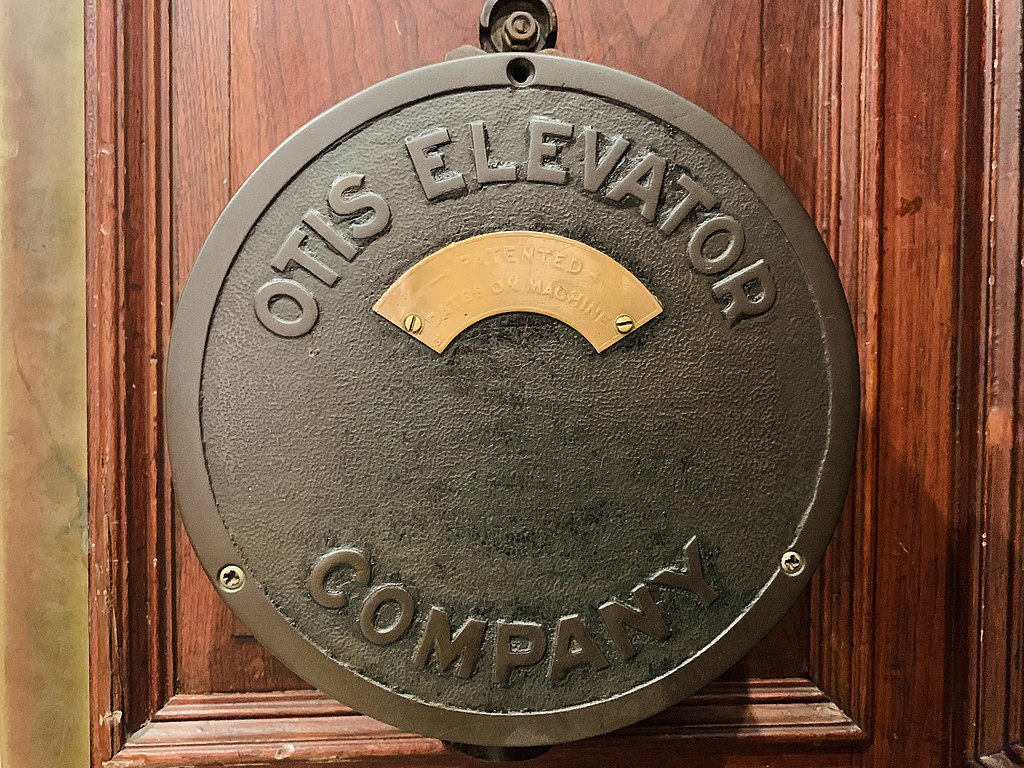 OTIS ELEVATOR
PATENTED
DATES ON MACHINE
COMPANY